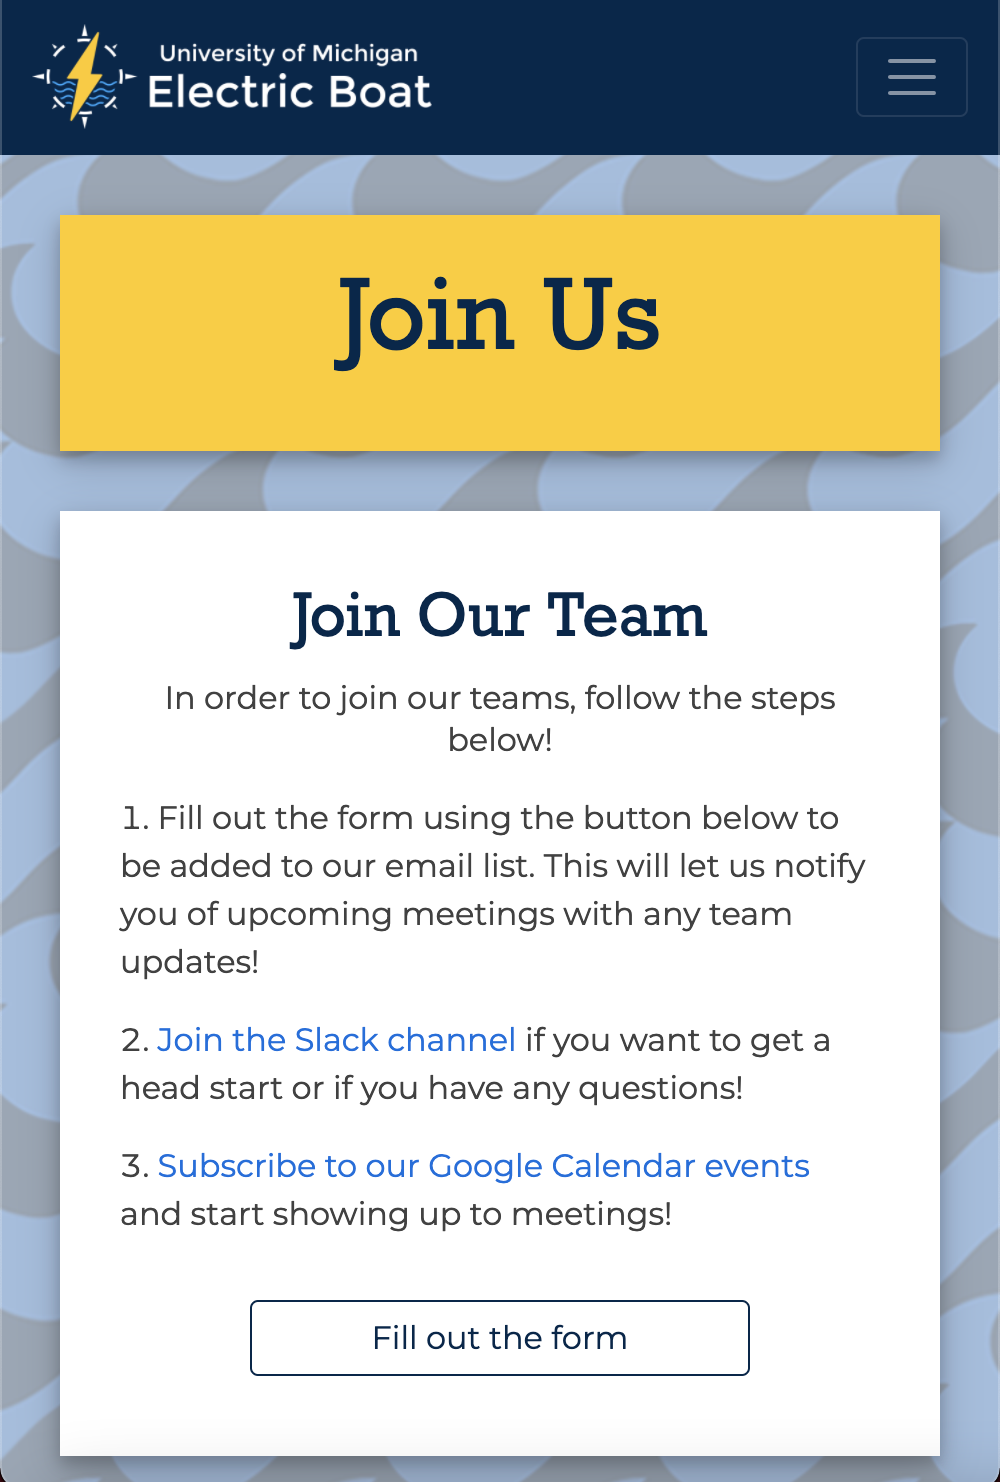 University of Michigan
Electric Boat
Join Us
Join Our Team
In order to join our teams, follow the steps
below!
1. Fill out the form using the button below to
be added to our email list. This will let us notify
you of upcoming meetings with any team
updates!
2. Join the Slack channel if you want to get a
head start or if you have any questions!
3. Subscribe to our Google Calendar events
and start showing up to meetings!
Fill out the form